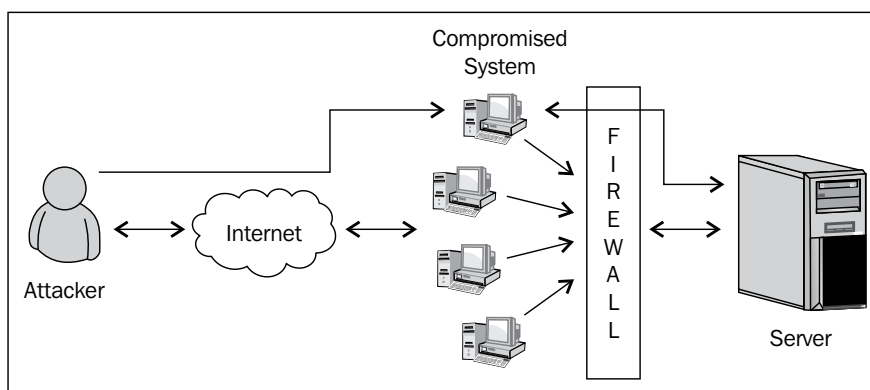 Compromised
System
F
I
R
E
W
A
L
L
Internet
Attacker
Server